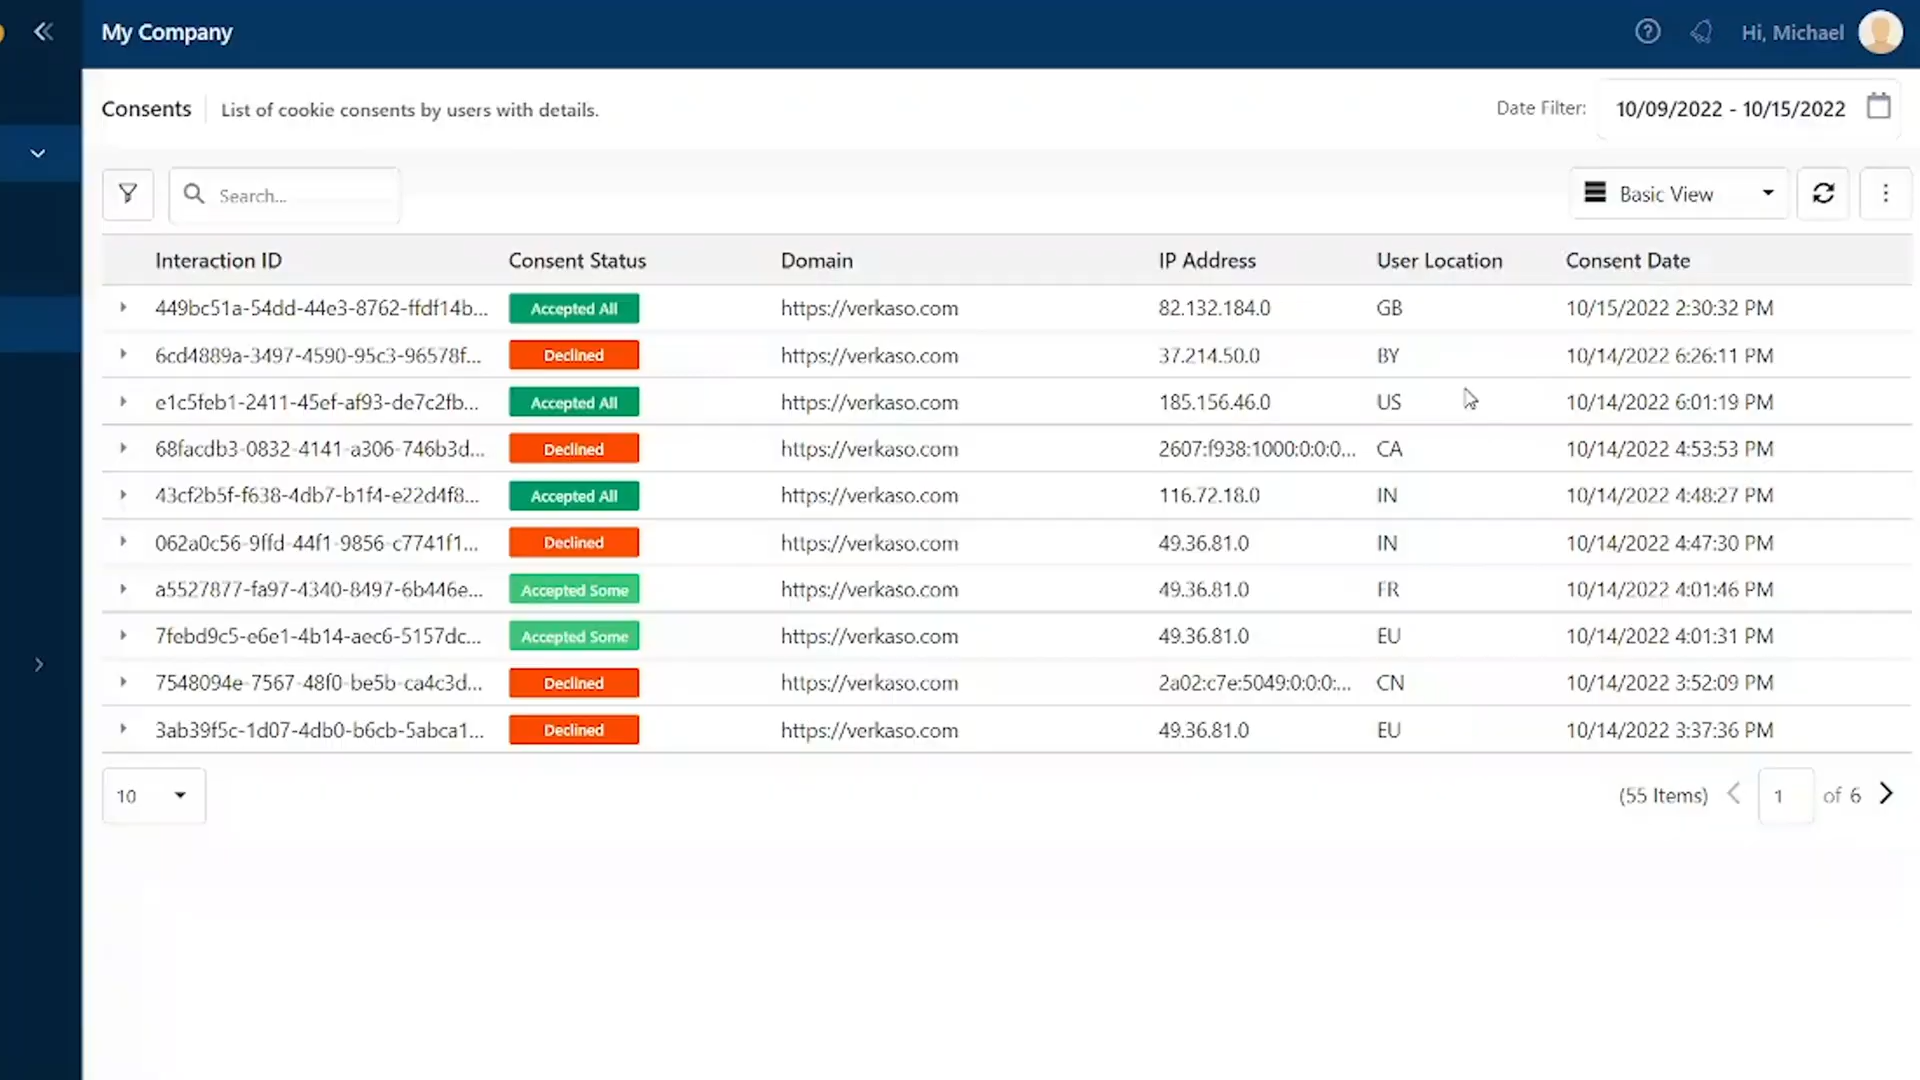 My Company
Hi, Michael
Consents
List of cookie consents by users with details.
Date Filter:
10/09/2022 - 10/15/2022
Search...
Basic View
Interaction ID Consent Status Domain IP Address User Location Consent Date
449bc51a-54dd-44e3-8762-ffdf14b... Accepted All https://verkaso.com 82.132.184.0 GB 10/15/2022 2:30:32 PM
6cd4889a-3497-4590-95c3-96578f... Declined https://verkaso.com 37.214.50.0 BY 10/14/2022 6:26:11 PM
e1c5feb1-2411-45ef-af93-de7c2fb... Accepted All https://verkaso.com 185.156.46.0 US 10/14/2022 6:01:19 PM
68facdb3-0832-4141-a306-746b3d... Declined https://verkaso.com 2607:f938:1000:0:0:0... CA 10/14/2022 4:53:53 PM
43cf2b5f-f638-4db7-b1f4-e22d4f8... Accepted All https://verkaso.com 116.72.18.0 IN 10/14/2022 4:48:27 PM
062a0c56-9ffd-44f1-9856-c7741f1... Declined https://verkaso.com 49.36.81.0 IN 10/14/2022 4:47:30 PM
a5527877-fa97-4340-8497-6b446e... Accepted Some https://verkaso.com 49.36.81.0 FR 10/14/2022 4:01:46 PM
7febd9c5-e6e1-4b14-aec6-5157dc... Accepted Some https://verkaso.com 49.36.81.0 EU 10/14/2022 4:01:31 PM
7548094e-7567-48f0-be5b-ca4c3d... Declined https://verkaso.com 2a02:c7e:5049:0:0:0:... CN 10/14/2022 3:52:09 PM
3ab39f5c-1d07-4db0-b6cb-5abca1... Declined https://verkaso.com 49.36.81.0 EU 10/14/2022 3:37:36 PM
10
(55 Items) 1 of 6